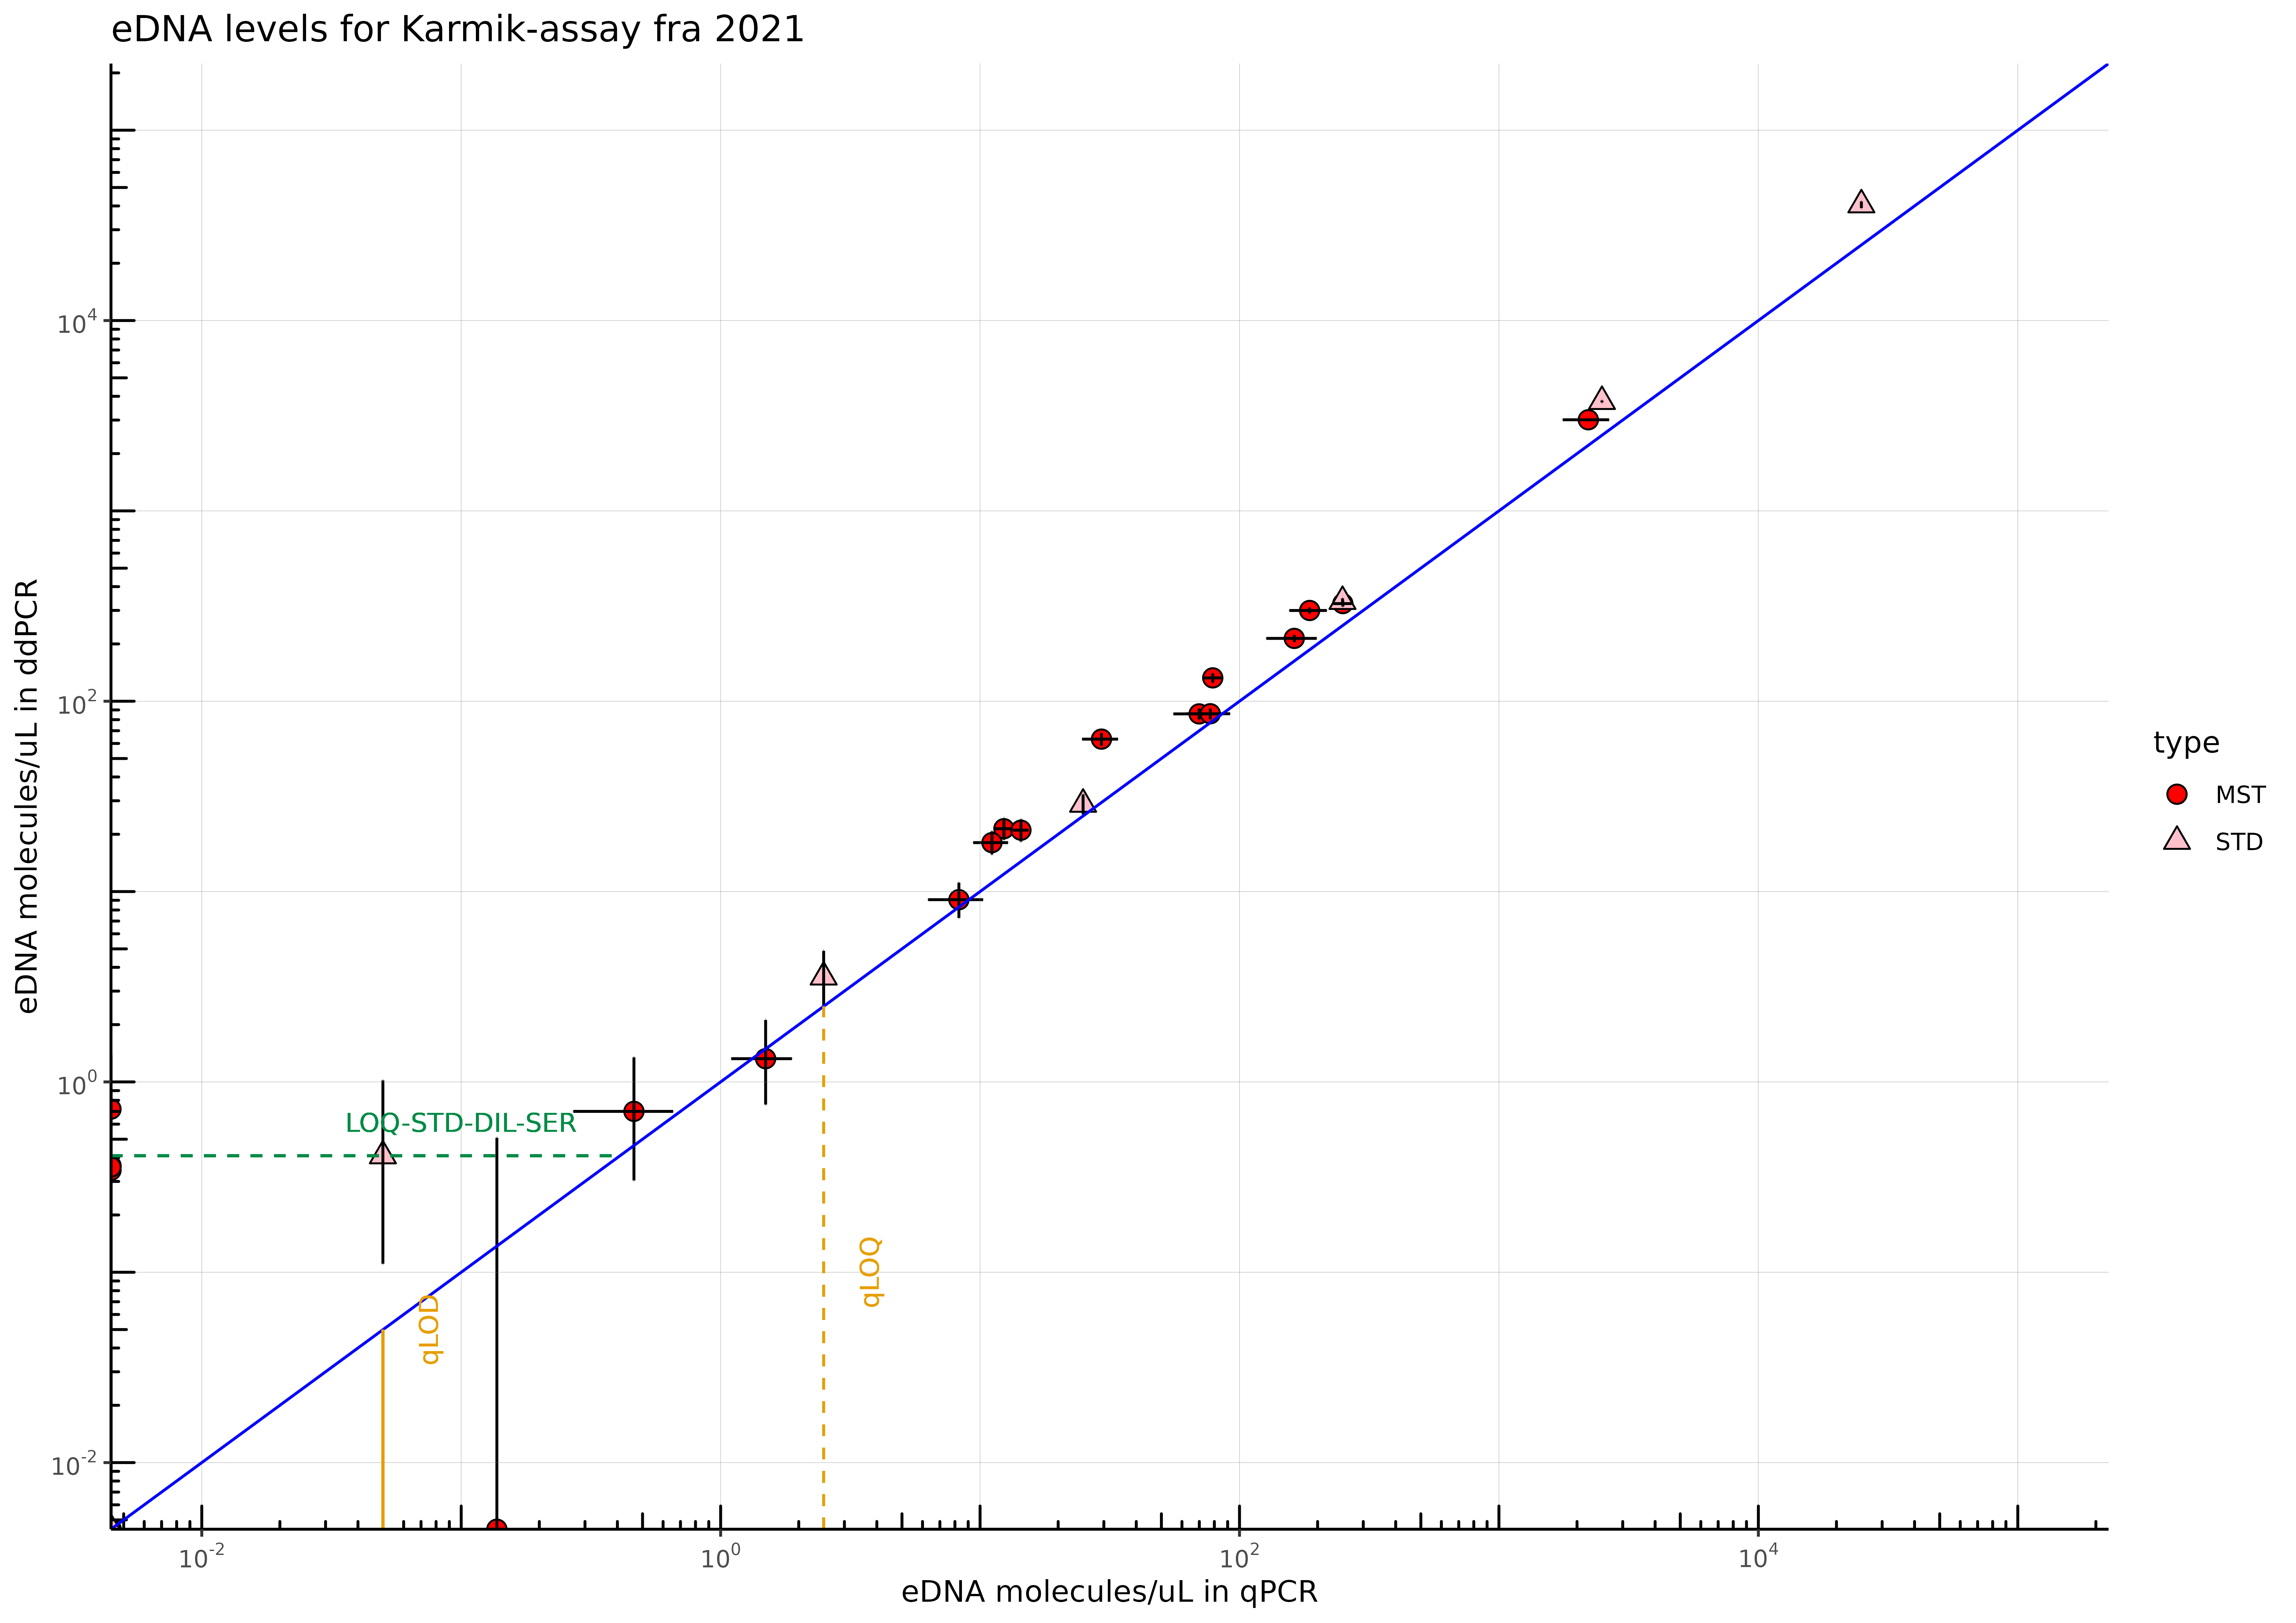 eDNA levels for Karmik-assay fra 2021
eDNA molecules/uL in ddPCR
10^4
10^2
10^0
10^-2
LOQ-STD-DIL-SER
qLOD
qLOQ
type
MST
STD
10^-2 10^0 10^2 10^4
eDNA molecules/uL in qPCR